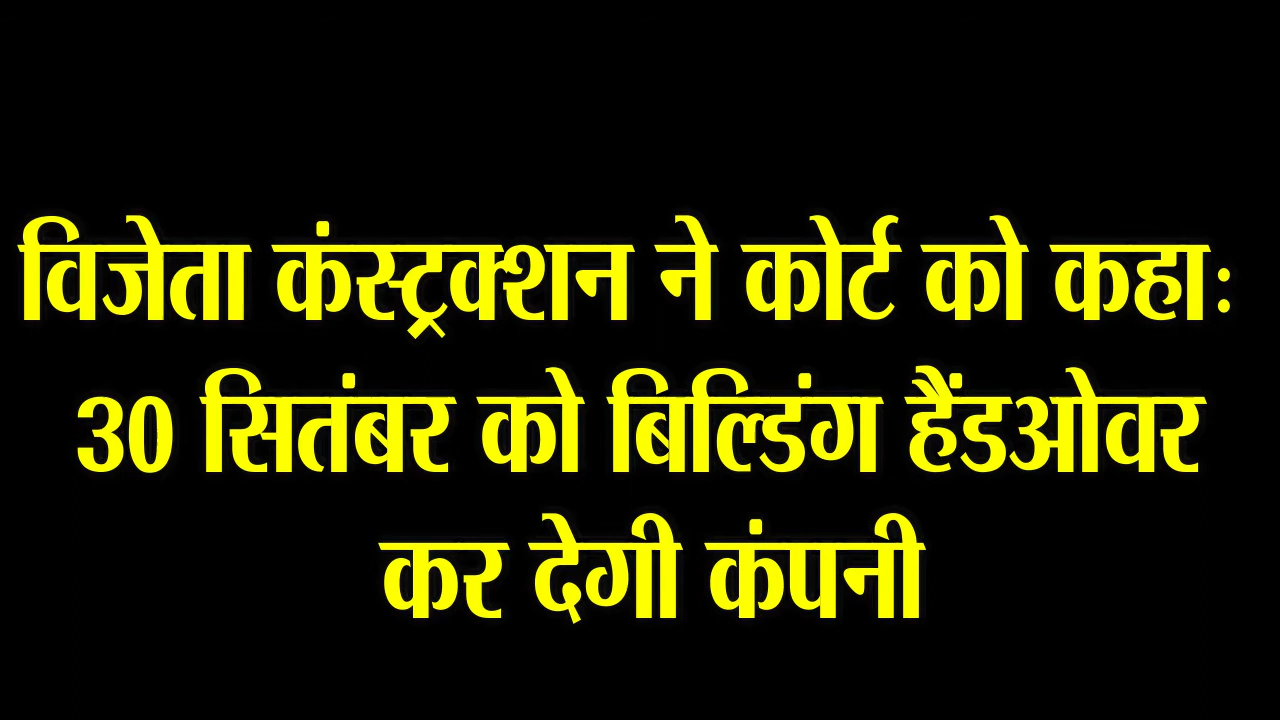 विजेता कंस्ट्रक्शन ने कोर्ट को कहाः
30 सितंबर को बिल्डिंग हैंडओवर
कर देगी कंपनी